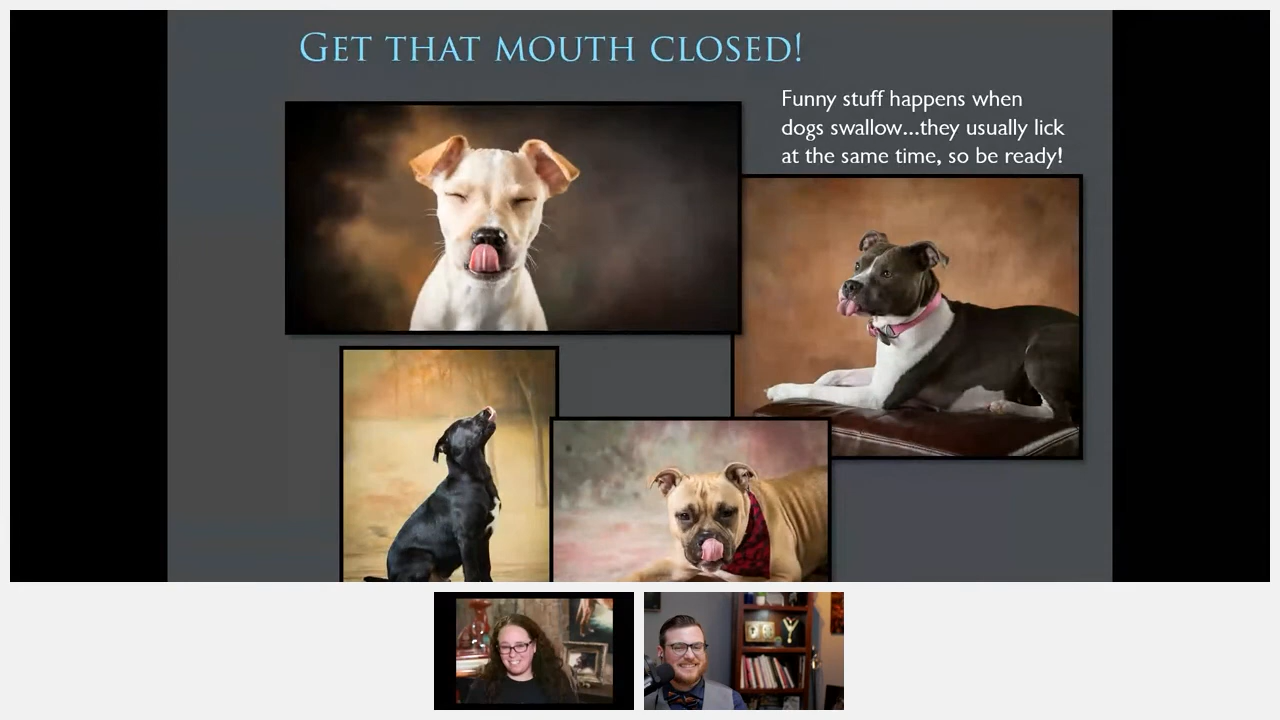 GET THAT MOUTH CLOSED!
Funny stuff happens when
dogs swallow...they usually lick
at the same time, so be ready!